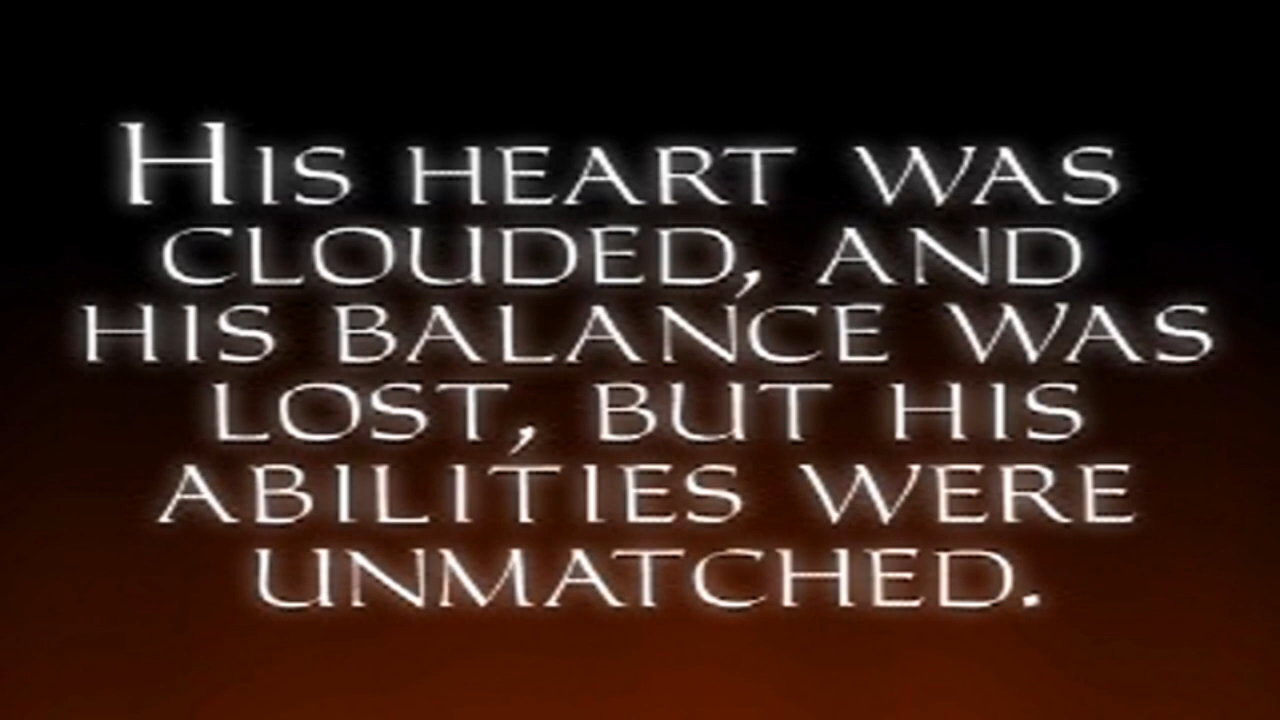 His heart was
clouded, and
his balance was
lost, but his
abilities were
unmatched.